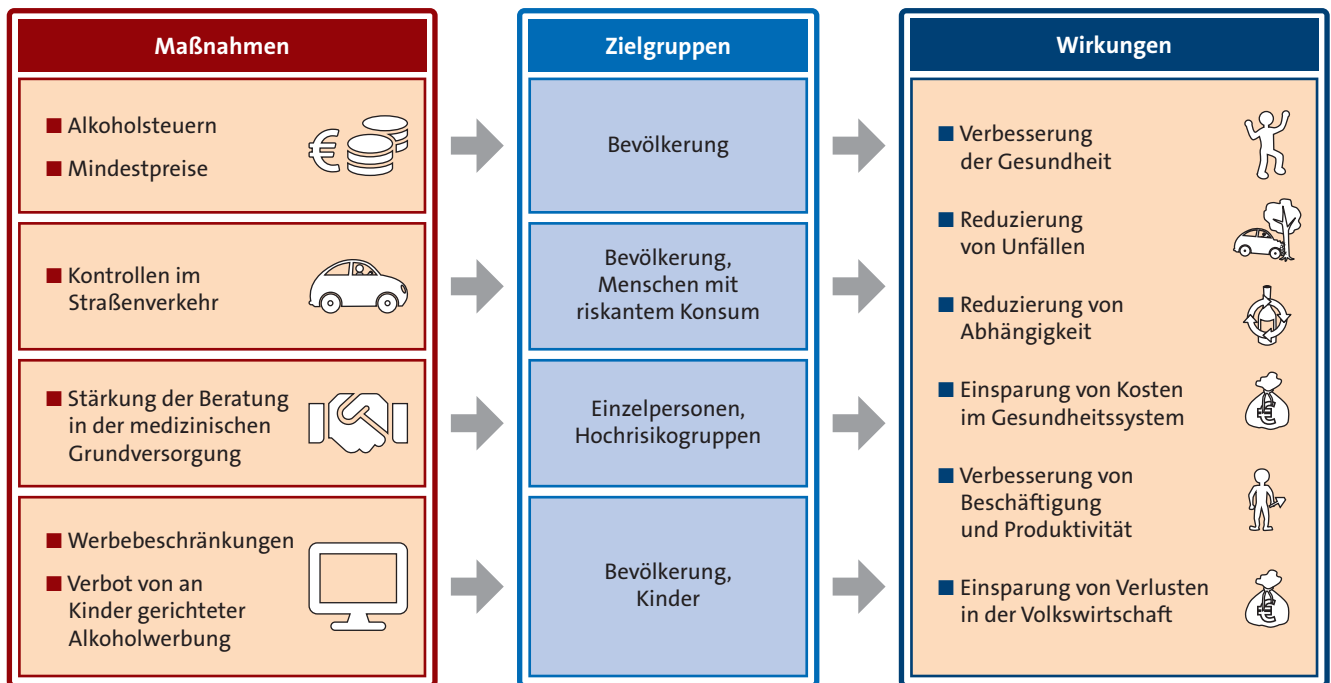 Maßnahmen
Alkoholsteuern
Mindestpreise
Kontrollen im
Straßenverkehr
Stärkung der Beratung
in der medizinischen
Grundversorgung
Werbebeschränkungen
Verbot von an
Kinder gerichteter
Alkoholwerbung
Zielgruppen
Bevölkerung
Bevölkerung,
Menschen mit
riskantem Konsum
Einzelpersonen,
Hochrisikogruppen
Bevölkerung,
Kinder
Wirkungen
Verbesserung
der Gesundheit
Reduzierung
von Unfällen
Reduzierung von
Abhängigkeit
Einsparung von Kosten
im Gesundheitssystem
Verbesserung von
Beschäftigung
und Produktivität
Einsparung von Verlusten
in der Volkswirtschaft